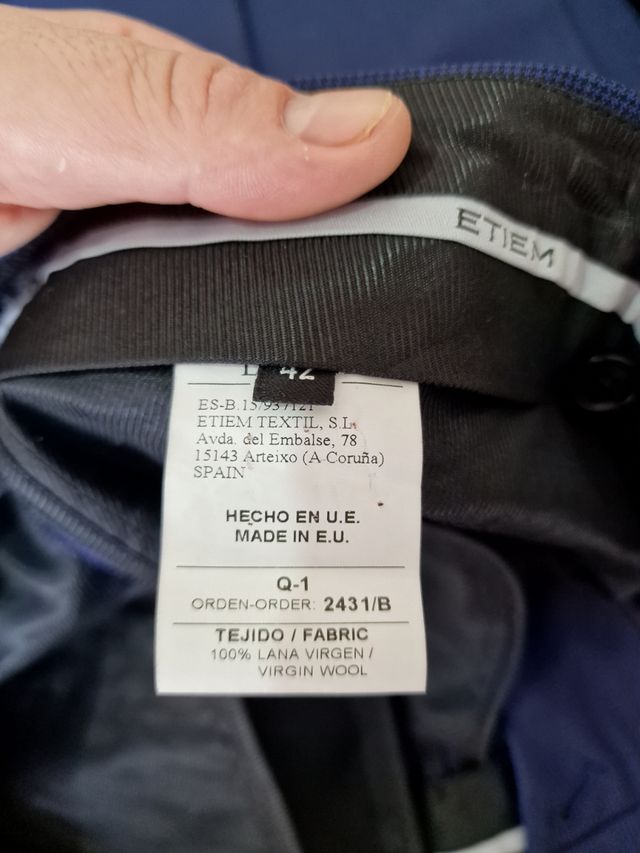 ETIEM
42
ES-B.15/937121
ETIEM TEXTIL, S.L.
Avda. del Embalse, 78
15143 Arteixo (A Coruña)
SPAIN
HECHO EN U.E.
MADE IN E.U.
Q-1
ORDEN-ORDER: 2431/B
TEJIDO / FABRIC
100% LANA VIRGEN /
VIRGIN WOOL